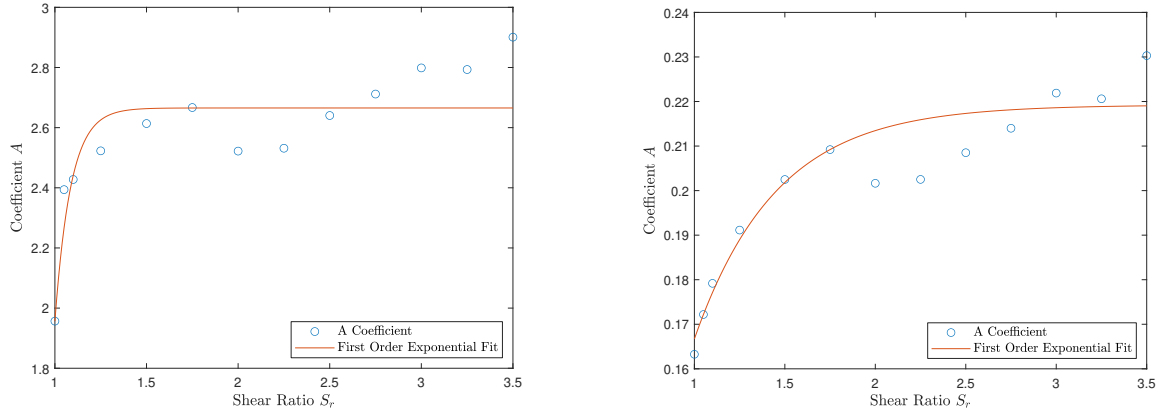 3
2.8
2.6
2.4
2.2
2
1.8
Coefficient A
1 1.5 2 2.5 3 3.5
Shear Ratio Sr
A Coefficient
First Order Exponential Fit
0.24
0.23
0.22
0.21
0.2
0.19
0.18
0.17
0.16
Coefficient A
1 1.5 2 2.5 3 3.5
Shear Ratio Sr
A Coefficient
First Order Exponential Fit